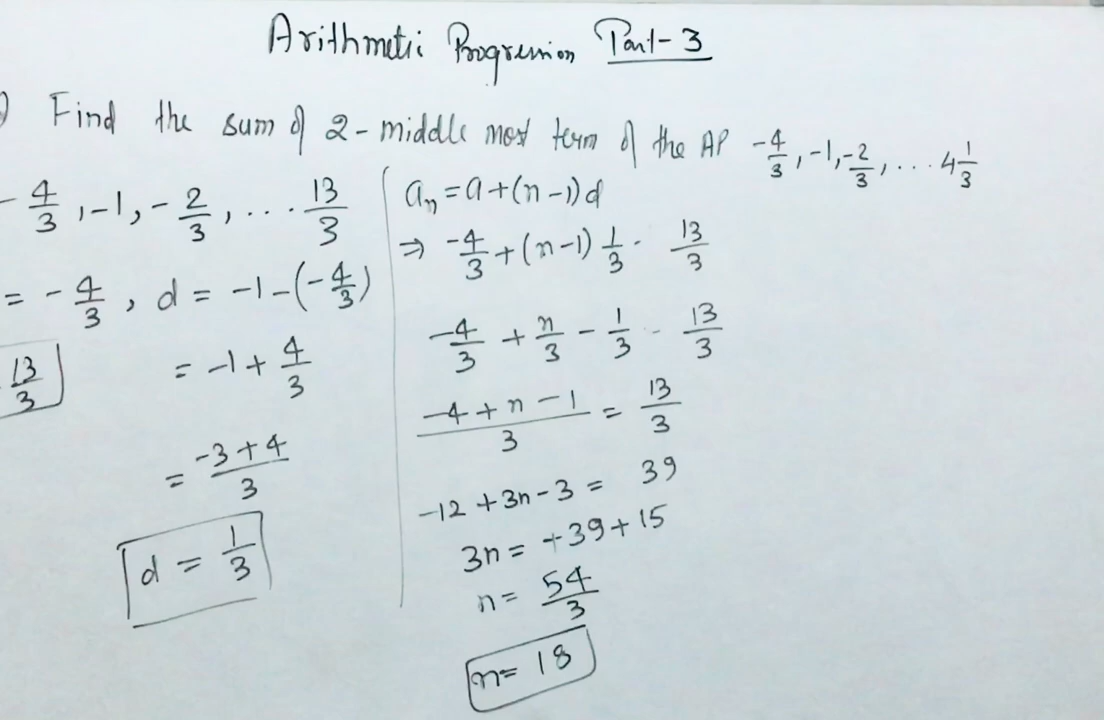 Arithmetic Progression Part-3
Find the sum of 2-middle most term of the AP -4/3, -1, -2/3, ... 4 1/3
-4/3, -1, -2/3, ... 13/3
= -4/3, d = -1-(-4/3)
13/3
= -1 + 4/3
= -3+4/3
d = 1/3
aₙ = a+(n-1)d
⇒ -4/3 + (n-1) 1/3 - 13/3
-4/3 + n/3 - 1/3 - 13/3
-4+n-1/3 = 13/3
-12+3n-3 = 39
3n = +39+15
n = 54/3
n = 18